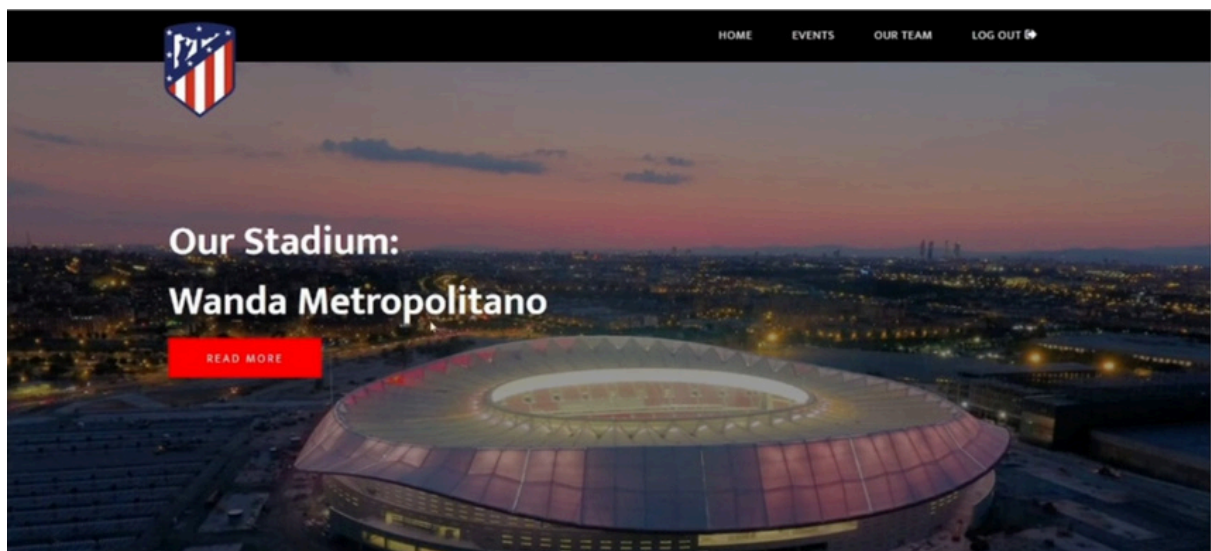 HOME EVENTS OUR TEAM LOG OUT
Our Stadium:
Wanda Metropolitano
READ MORE